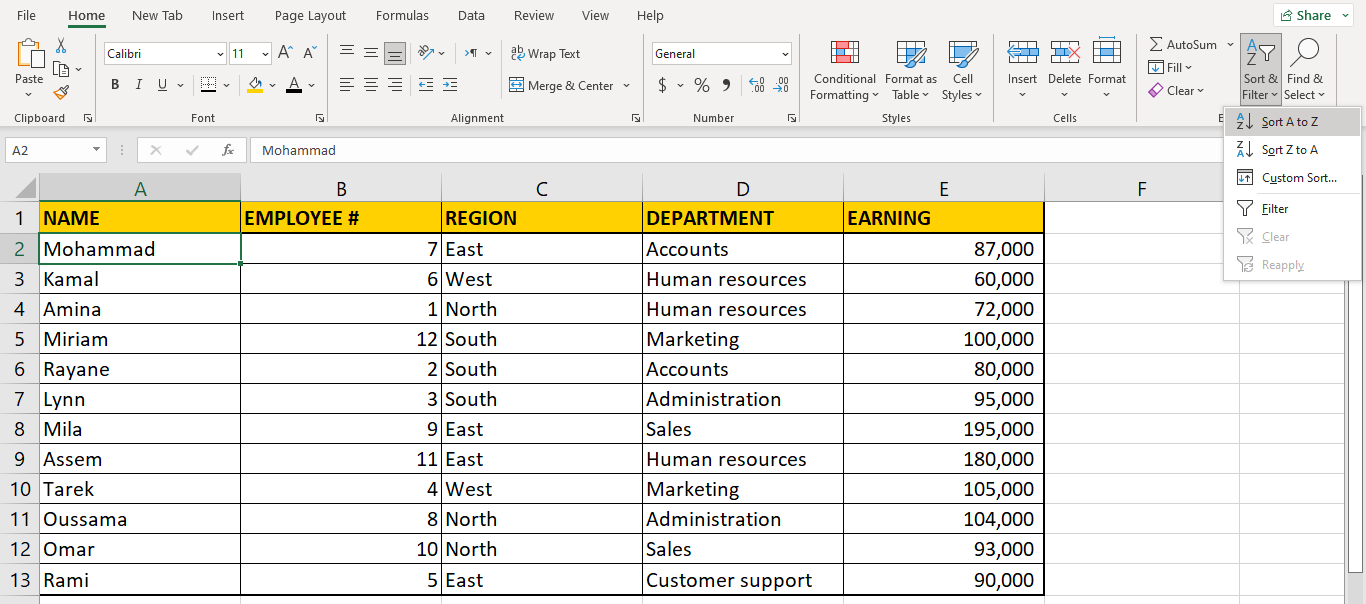 File Home New Tab Insert Page Layout Formulas Data Review View Help Share
Paste
Clipboard
Calibri 11
B I U A
Font
ab Wrap Text
Merge & Center
Alignment
General
$ % 9
Number
Conditional Formatting
Format as Table
Cell Styles
Styles
Insert Delete Format
Cells
AutoSum
Fill
Clear
Sort & Filter
Find & Select
Sort A to Z
Sort Z to A
Custom Sort...
Filter
Clear
Reapply
A2 fx Mohammad
A B C D E F
1 NAME EMPLOYEE # REGION DEPARTMENT EARNING
2 Mohammad 7 East Accounts 87,000
3 Kamal 6 West Human resources 60,000
4 Amina 1 North Human resources 72,000
5 Miriam 12 South Marketing 100,000
6 Rayane 2 South Accounts 80,000
7 Lynn 3 South Administration 95,000
8 Mila 9 East Sales 195,000
9 Assem 11 East Human resources 180,000
10 Tarek 4 West Marketing 105,000
11 Oussama 8 North Administration 104,000
12 Omar 10 North Sales 93,000
13 Rami 5 East Customer support 90,000